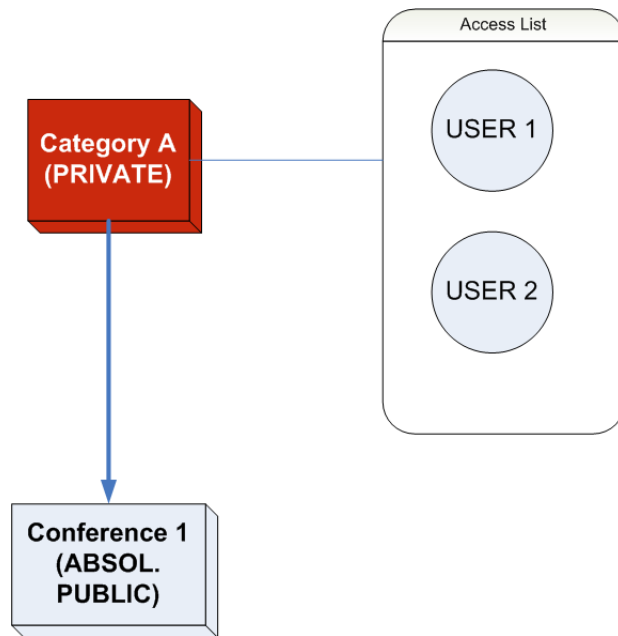 Access List
Category A
(PRIVATE)
USER 1
USER 2
Conference 1
(ABSOL.
PUBLIC)